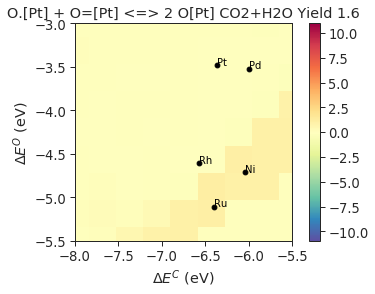 O.[Pt] + O=[Pt] <=> 2 O[Pt] CO2+H2O Yield 1.6
−3.0
−3.5
−4.0
−4.5
−5.0
−5.5
ΔE^O (eV)
Pt
Pd
Rh
Ni
Ru
−8.0 −7.5 −7.0 −6.5 −6.0 −5.5
ΔE^C (eV)
10.0
7.5
5.0
2.5
0.0
−2.5
−5.0
−7.5
−10.0